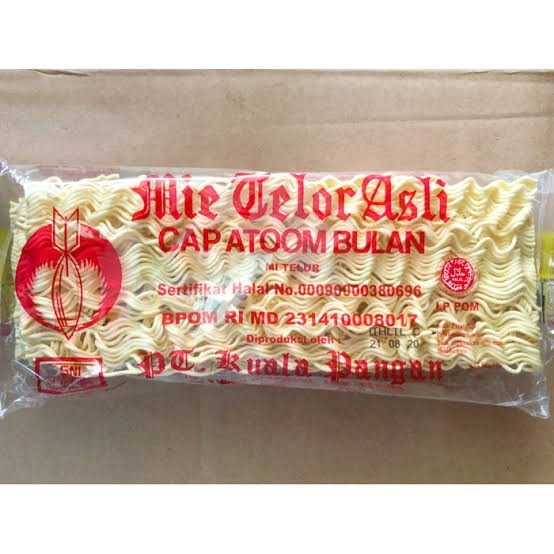 Mie Telor Asli
CAP ATOOM BULAN
MI TELUR
Sertifikat Halal No.00090000380696
LP POM
BPOM RI MD 231410008017
Diproduksi oleh :
21 08 20
SNI
PT. Kuala Pangan